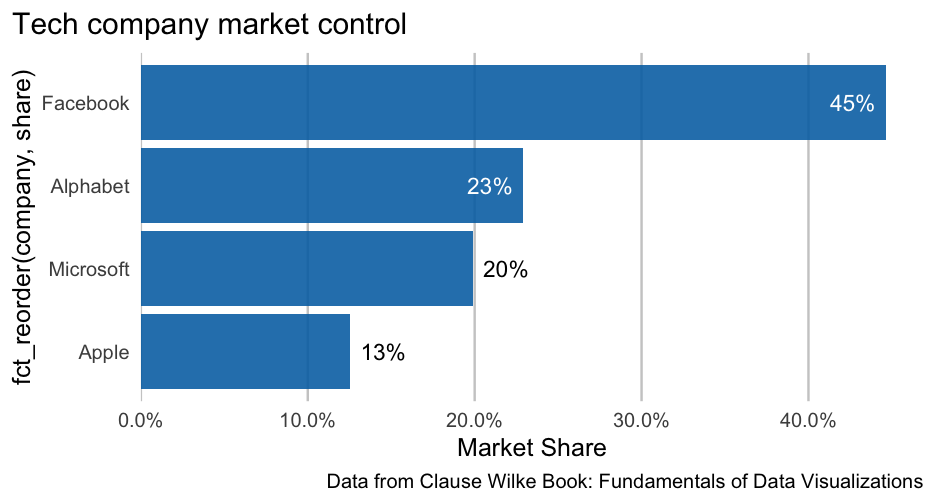 Tech company market control
fct_reorder(company, share)
Facebook 45%
Alphabet 23%
Microsoft 20%
Apple 13%
0.0% 10.0% 20.0% 30.0% 40.0%
Market Share
Data from Clause Wilke Book: Fundamentals of Data Visualizations